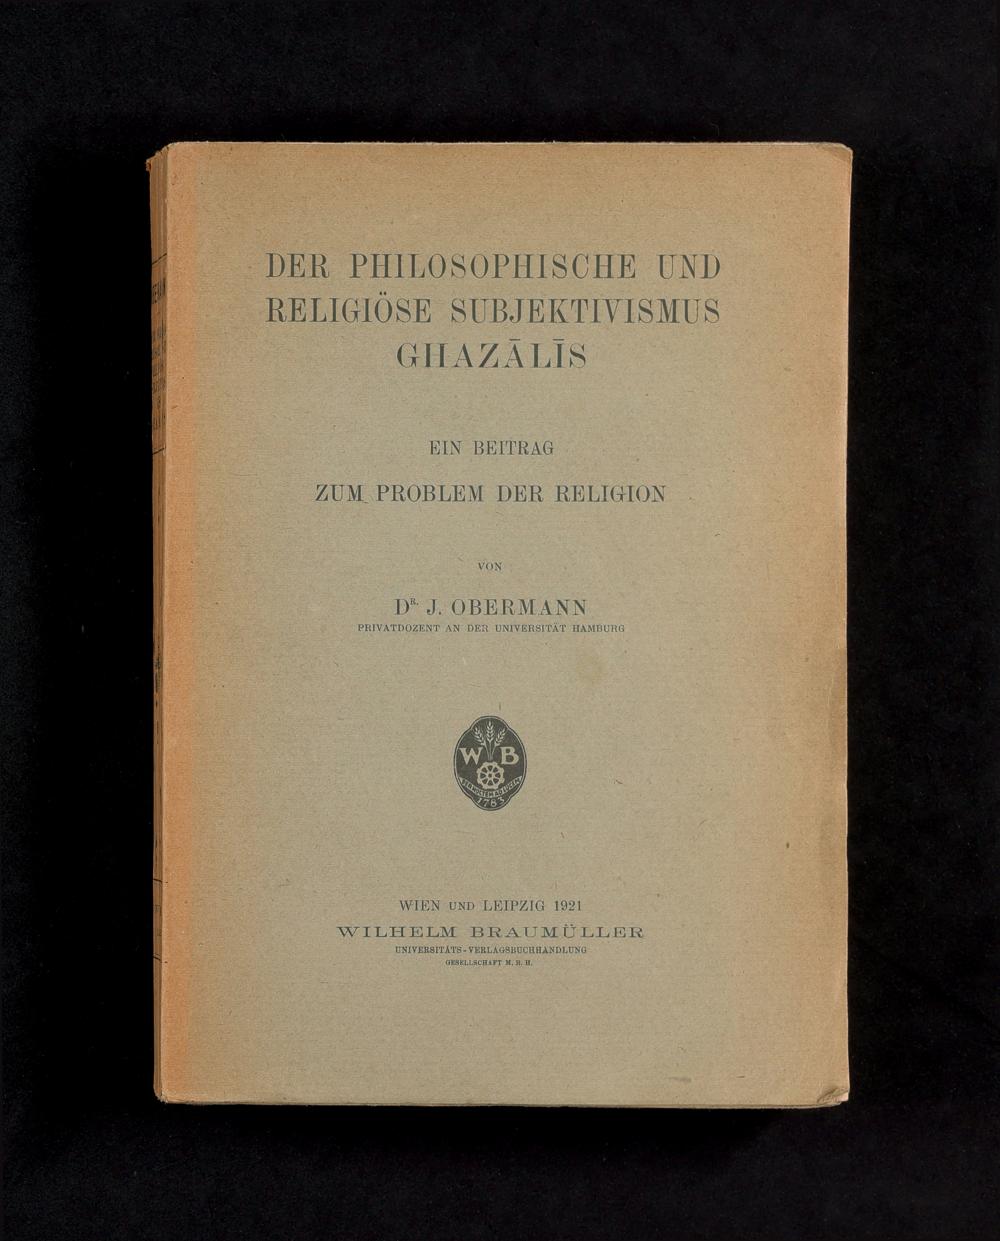 DER PHILOSOPHISCHE UND
RELIGIÖSE SUBJEKTIVISMUS
GHAZĀLĪS
EIN BEITRAG
ZUM PROBLEM DER RELIGION
VON
DR. J. OBERMANN
PRIVATDOZENT AN DER UNIVERSITÄT HAMBURG
W B
1783
WIEN UND LEIPZIG 1921
WILHELM BRAUMÜLLER
UNIVERSITÄTS-VERLAGSBUCHHANDLUNG
GESELLSCHAFT M. B. H.